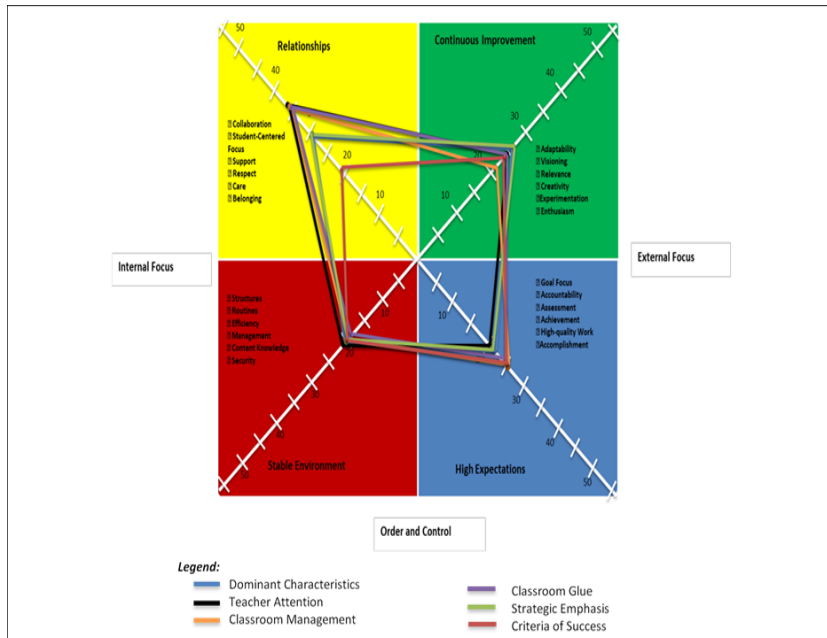 50
Relationships
40
Collaboration
Student-Centered
Focus
Support
Respect
Care
Belonging
20
10
Continuous Improvement
50
40
30
20
10
Adaptability
Visioning
Relevance
Creativity
Experimentation
Enthusiasm
Internal Focus
External Focus
Structures
Routines
Efficiency
Management
Content Knowledge
Security
10
20
30
40
50
Stable Environment
Goal Focus
Accountability
Assessment
Achievement
High-quality Work
Accomplishment
10
30
40
50
High Expectations
Order and Control
Legend:
Dominant Characteristics
Teacher Attention
Classroom Management
Classroom Glue
Strategic Emphasis
Criteria of Success